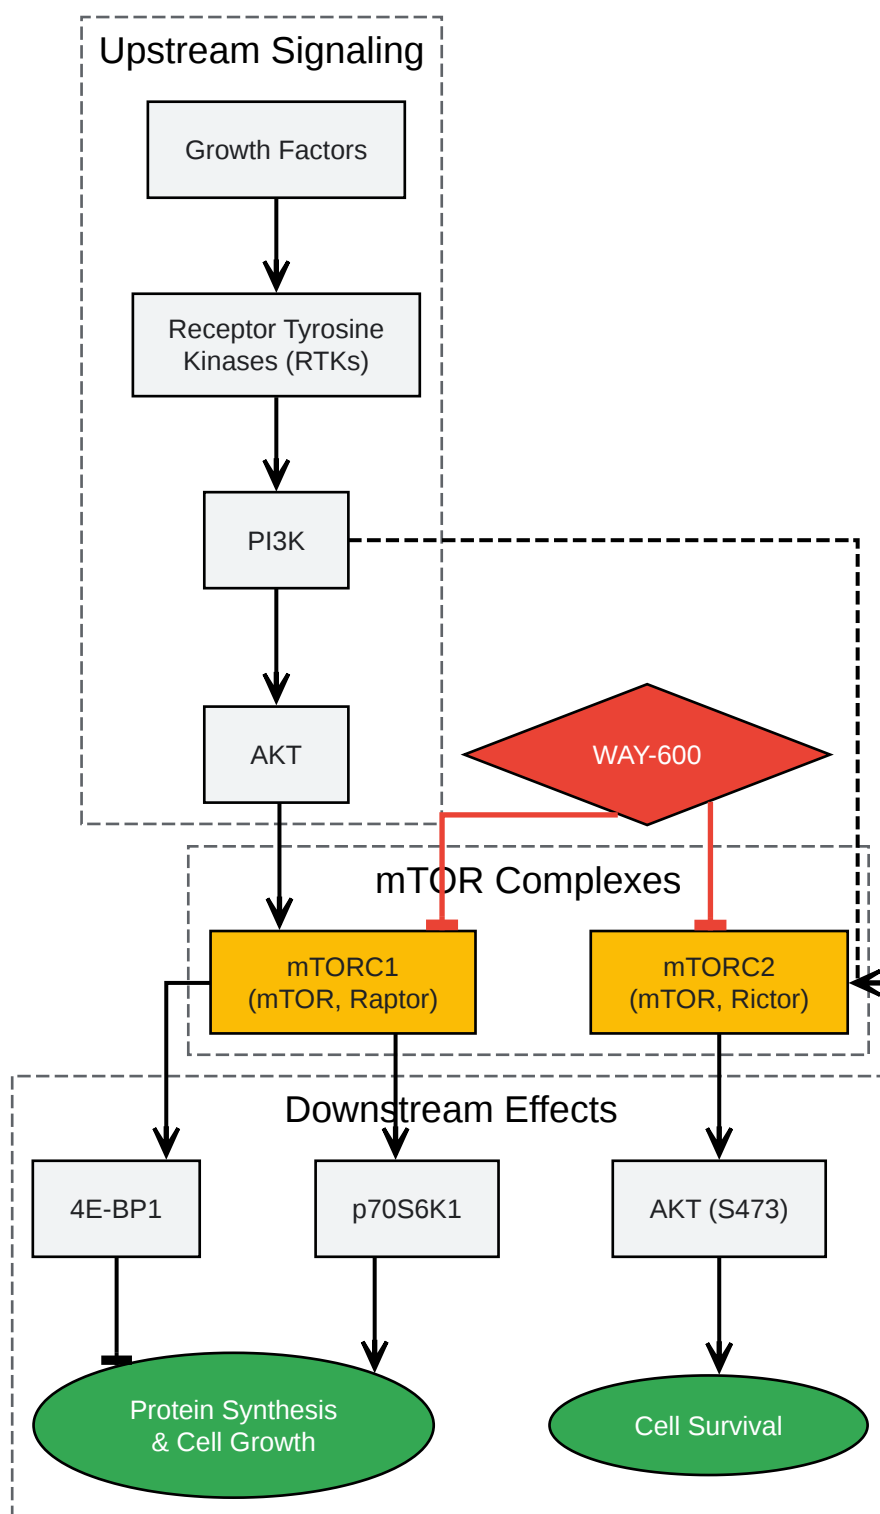 Upstream Signaling
Growth Factors
Receptor Tyrosine
Kinases (RTKs)
PI3K
AKT
WAY-600
mTOR Complexes
mTORC1
(mTOR, Raptor)
mTORC2
(mTOR, Rictor)
Downstream Effects
4E-BP1
p70S6K1
AKT (S473)
Protein Synthesis
& Cell Growth
Cell Survival